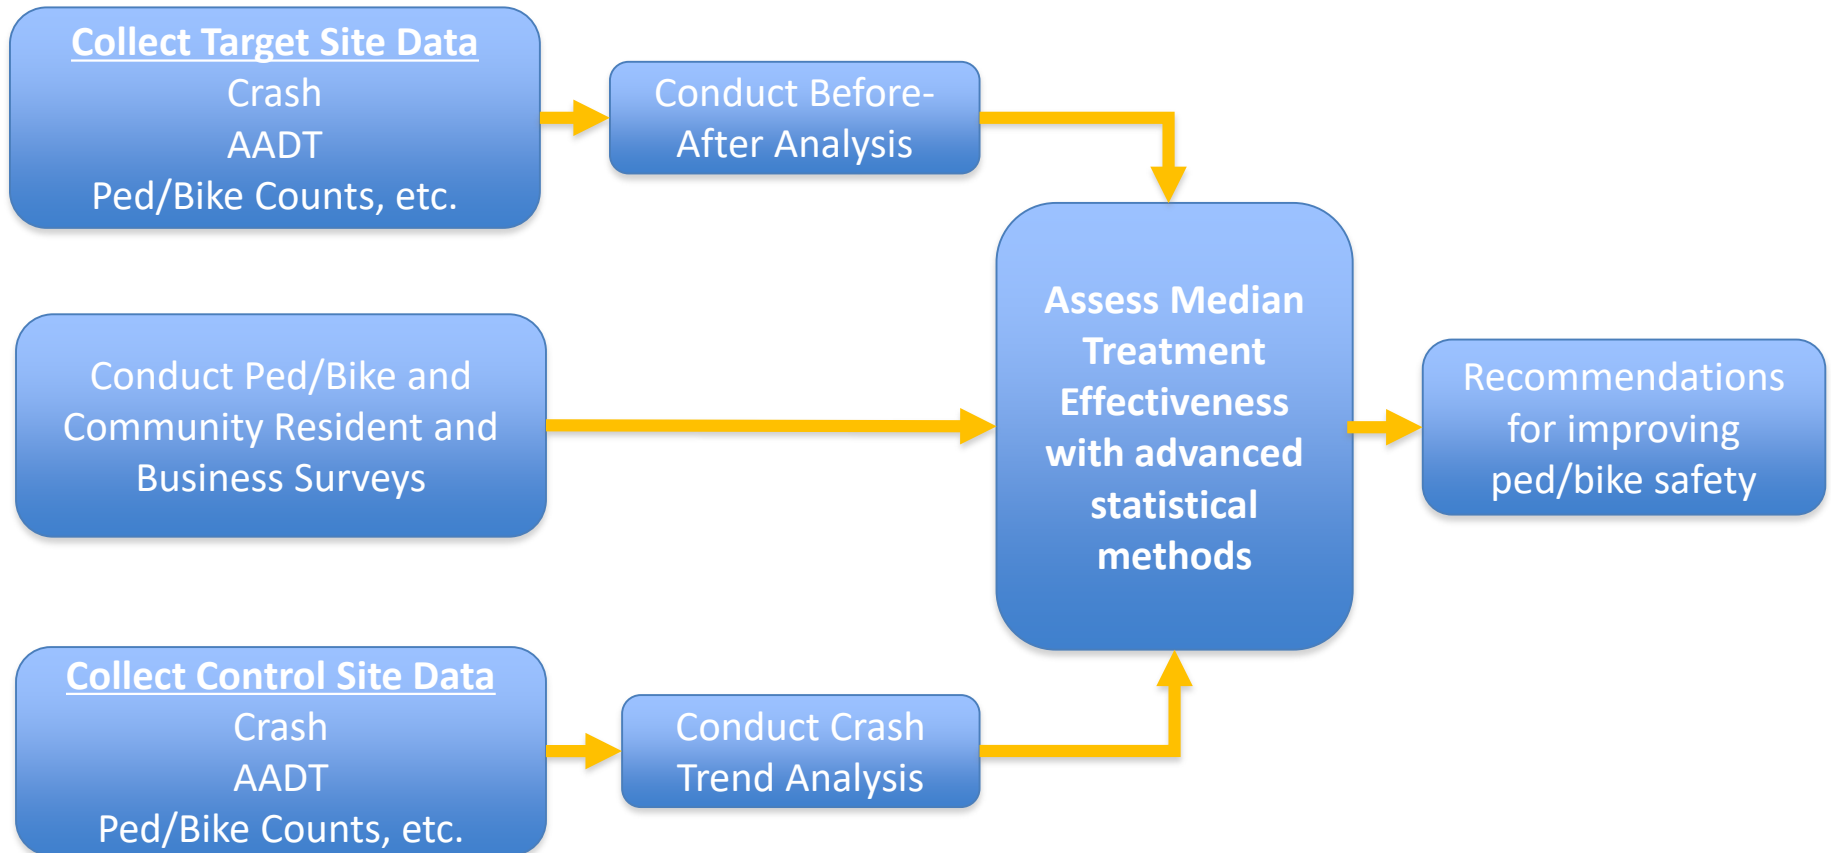 Collect Target Site Data
Crash
AADT
Ped/Bike Counts, etc.
Conduct Before-
After Analysis
Conduct Ped/Bike and
Community Resident and
Business Surveys
Assess Median
Treatment
Effectiveness
with advanced
statistical
methods
Recommendations
for improving
ped/bike safety
Collect Control Site Data
Crash
AADT
Ped/Bike Counts, etc.
Conduct Crash
Trend Analysis